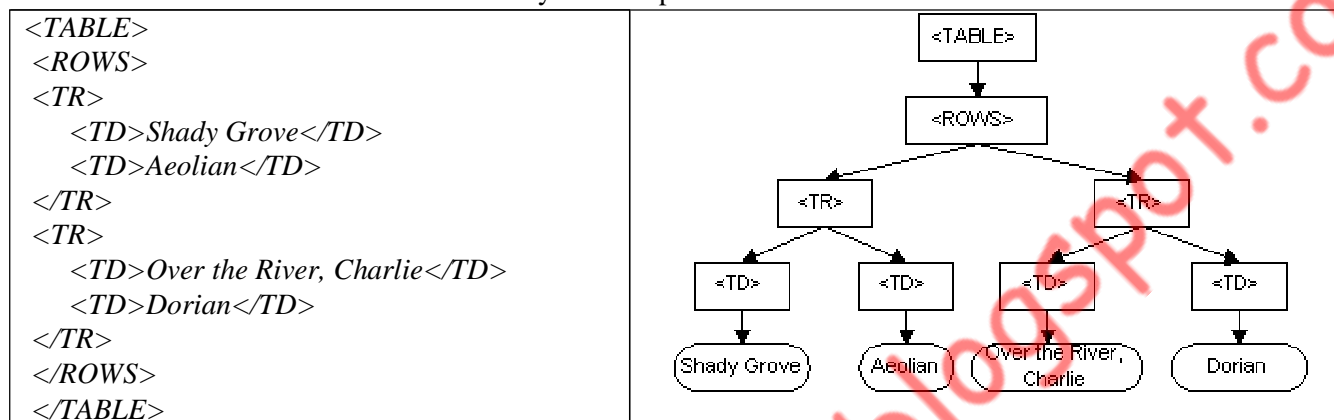 <TABLE>
<ROWS>
<TR>
<TD>Shady Grove</TD>
<TD>Aeolian</TD>
</TR>
<TR>
<TD>Over the River, Charlie</TD>
<TD>Dorian</TD>
</TR>
</ROWS>
</TABLE>
<TABLE>
<ROWS>
<TR> <TR>
<TD> <TD> <TD> <TD>
Shady Grove Aeolian Over the River, Charlie Dorian
blogspot.co